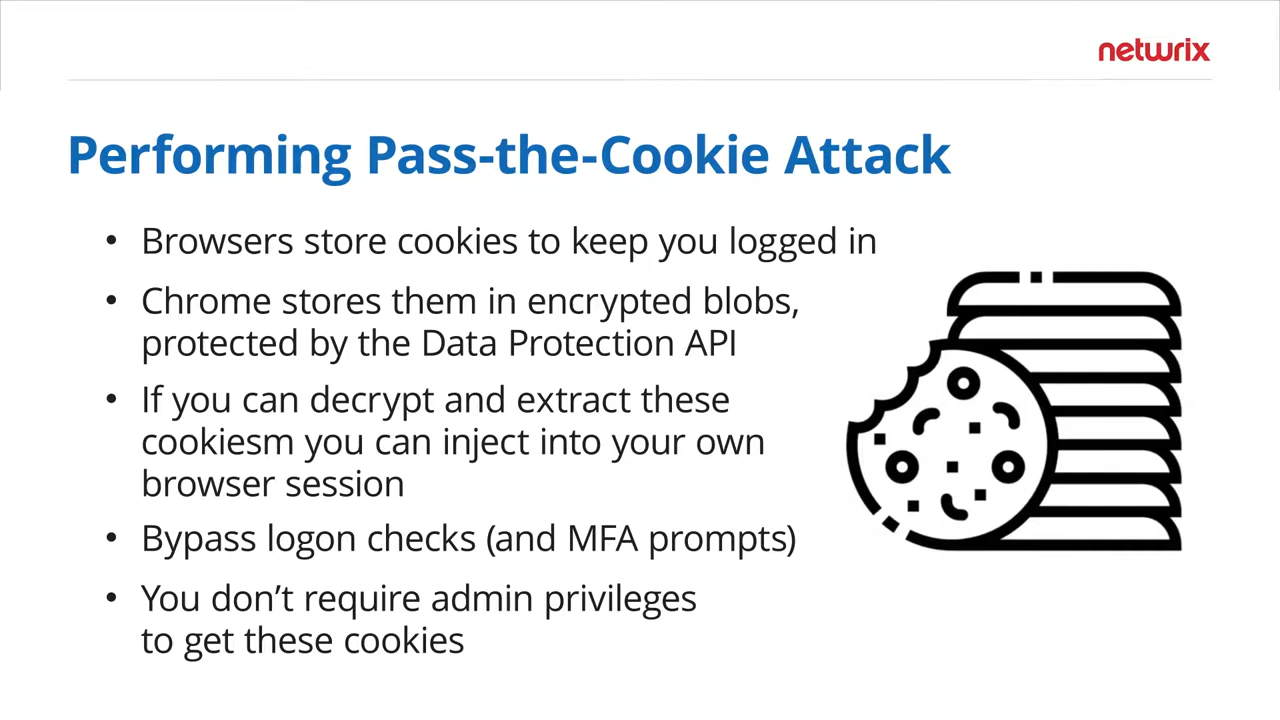 netwrix
Performing Pass-the-Cookie Attack
• Browsers store cookies to keep you logged in
• Chrome stores them in encrypted blobs,
protected by the Data Protection API
• If you can decrypt and extract these
cookiesm you can inject into your own
browser session
• Bypass logon checks (and MFA prompts)
• You don’t require admin privileges
to get these cookies